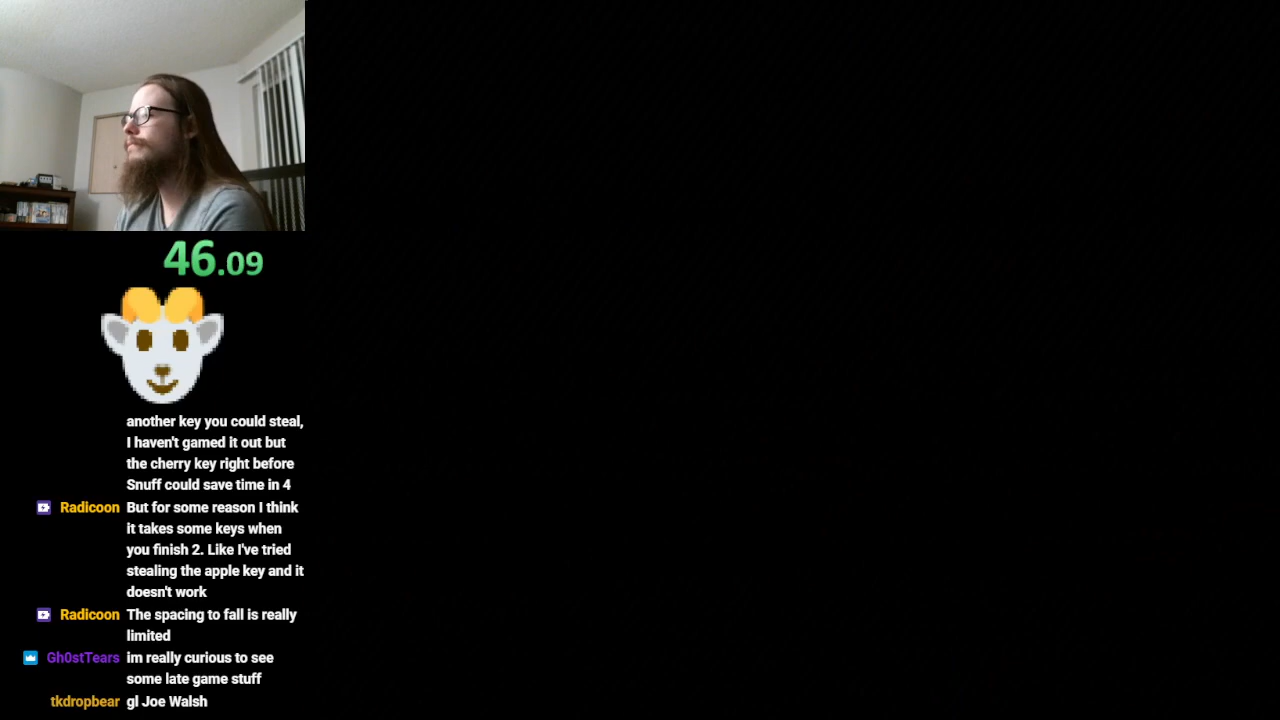 46.09
another key you could steal,
I haven't gamed it out but
the cherry key right before
Snuff could save time in 4
Radicoon But for some reason I think
it takes some keys when
you finish 2. Like I've tried
stealing the apple key and it
doesn't work
Radicoon The spacing to fall is really
limited
Gh0stTears im really curious to see
some late game stuff
tkdropbear gl Joe Walsh